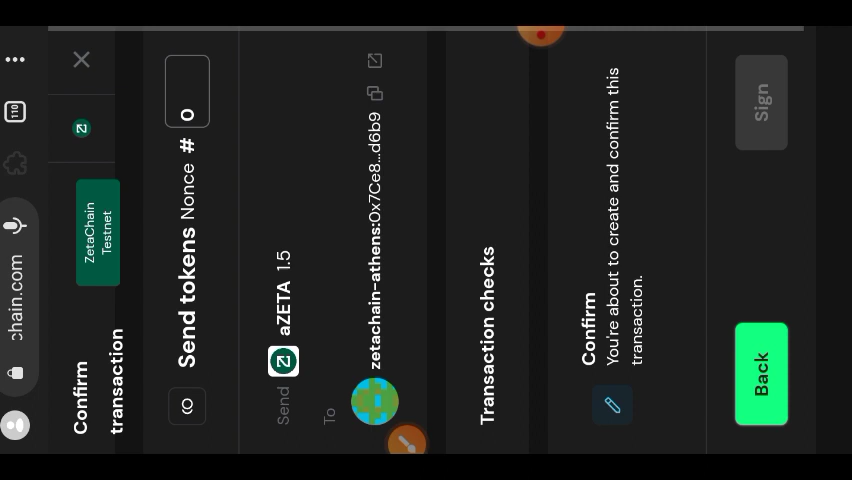 110
chain.com
Confirm
transaction
ZetaChain
Testnet
Send tokens Nonce # 0
Send aZETA 1.5
To zetachain-athens:0x7Ce8...d6b9
Transaction checks
Confirm
You're about to create and confirm this
transaction.
Back Sign